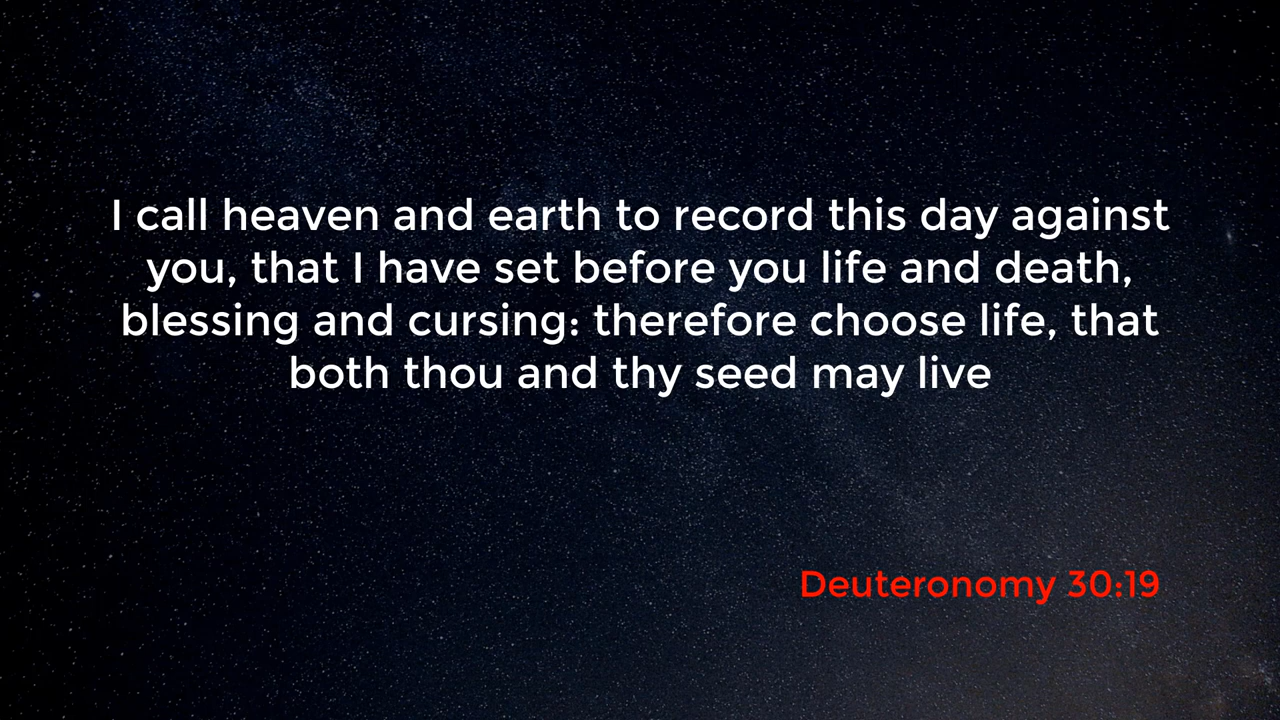 I call heaven and earth to record this day against
you, that I have set before you life and death,
blessing and cursing: therefore choose life, that
both thou and thy seed may live
Deuteronomy 30:19